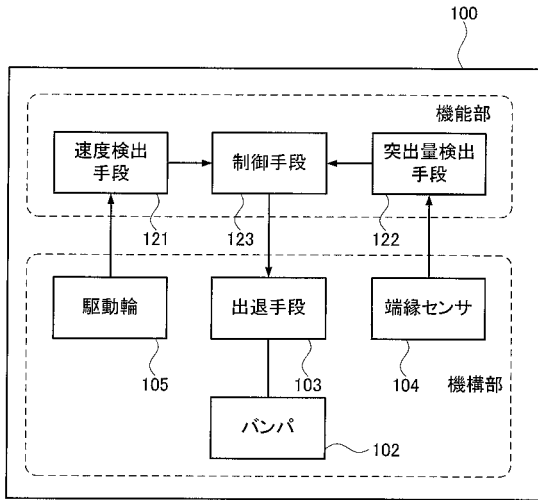 100
機能部
速度検出
手段
制御手段
突出量検出
手段
121
123
122
駆動輪
出退手段
端縁センサ
105
103
104
機構部
バンパ
102